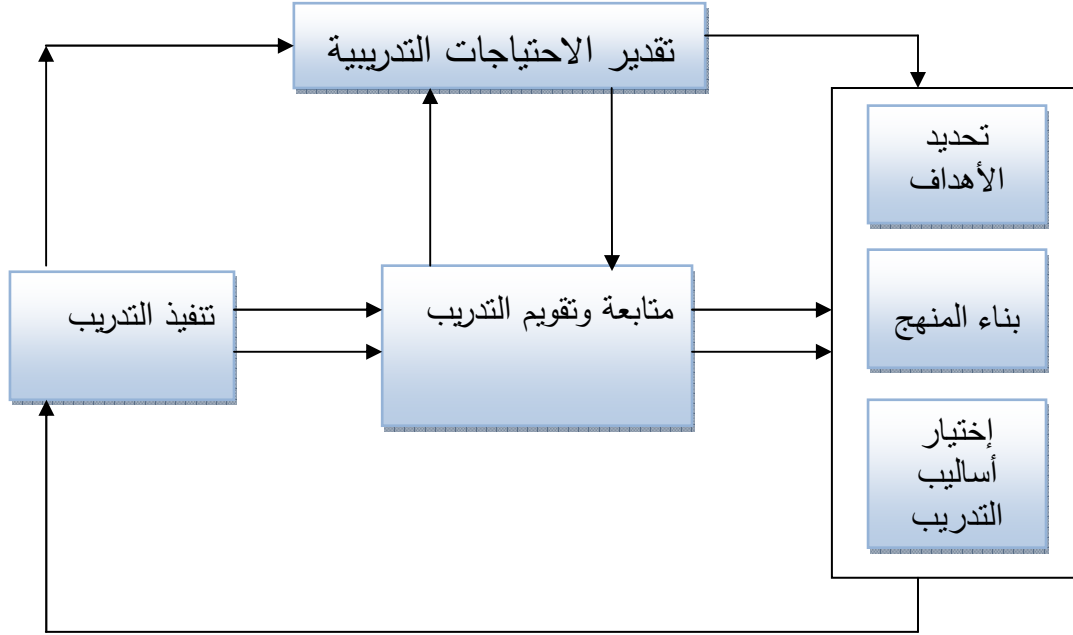 تقدير الاحتياجات التدريبية
تحديد
الأهداف
بناء المنهج
إختيار
أساليب
التدريب
متابعة وتقويم التدريب
تنفيذ التدريب